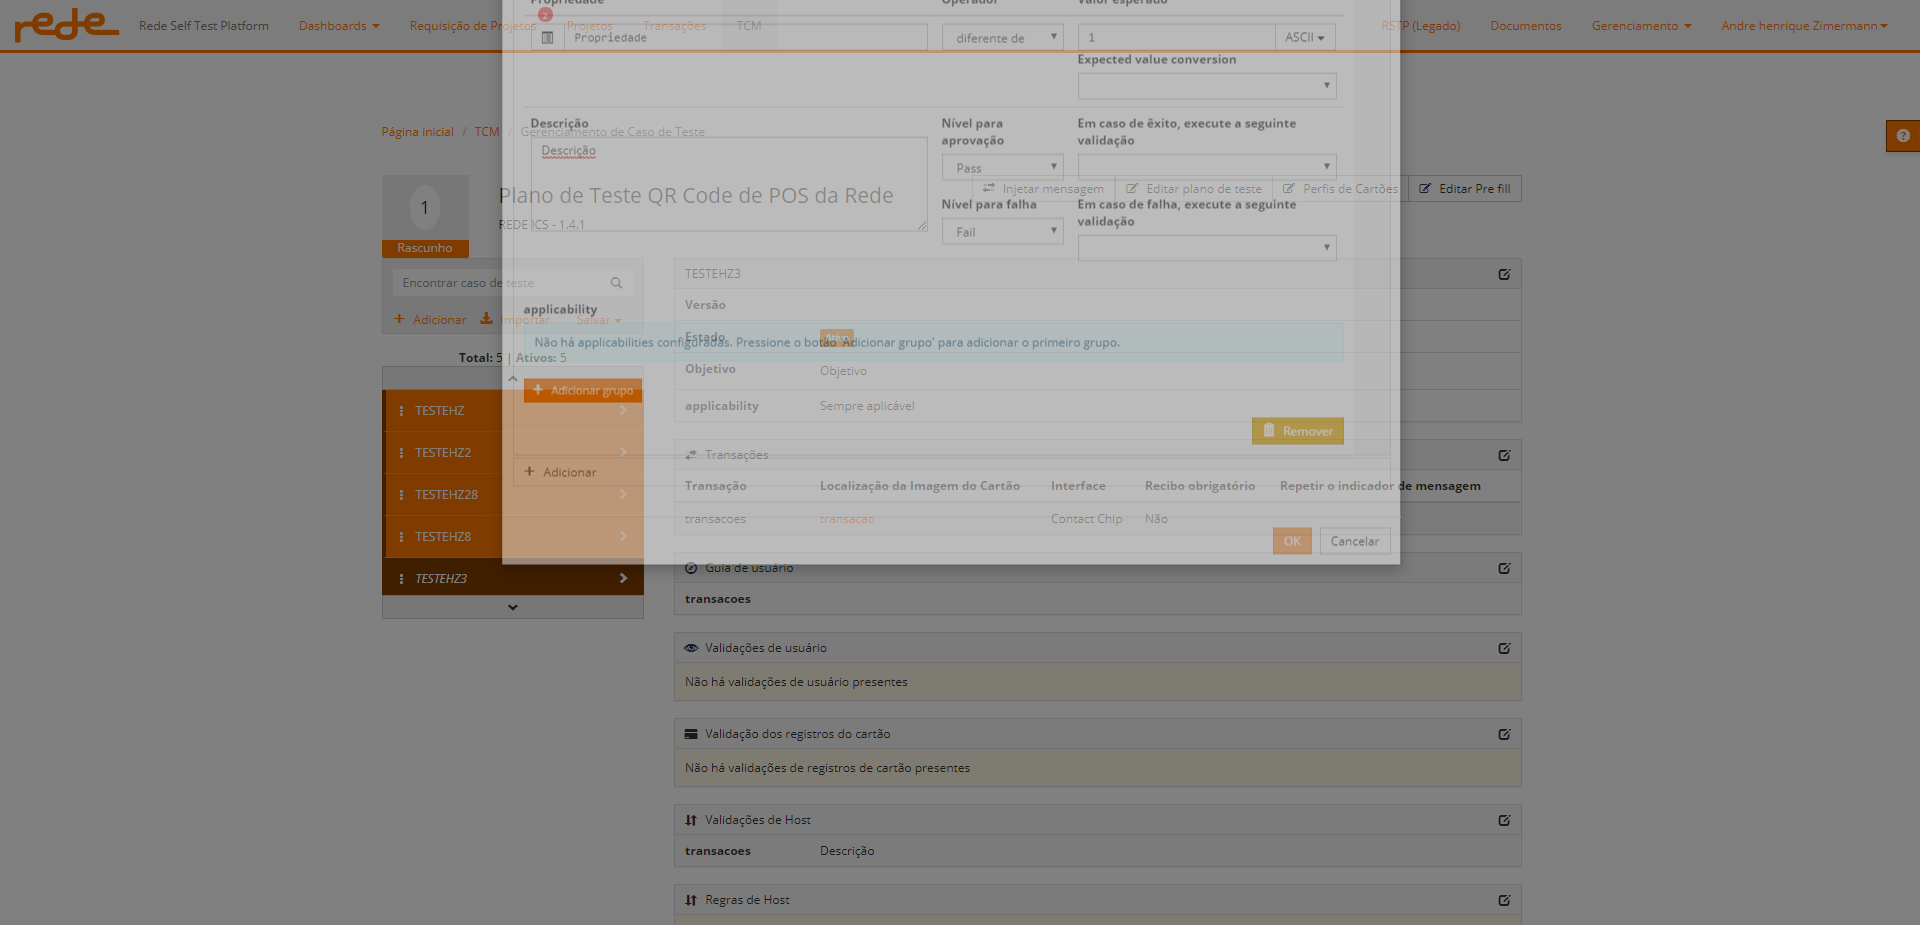 rede
Rede Self Test Platform
Dashboards
Requisição de Projetos
2
Projetos
Transações
TCM
RSTP (Legado)
Documentos
Gerenciamento
Andre henrique Zimermann
Propriedade
Operador
Valor esperado
Propriedade
diferente de
1
ASCII
Expected value conversion
Página inicial / TCM / Gerenciamento de Caso de Teste
Descrição
Descrição
Nível para aprovação
Pass
Em caso de êxito, execute a seguinte validação
Nível para falha
Fail
Em caso de falha, execute a seguinte validação
1
Rascunho
Plano de Teste QR Code de POS da Rede
REDE ICS - 1.4.1
Injetar mensagem
Editar plano de teste
Perfis de Cartões
Editar Pre fill
Encontrar caso de teste
Adicionar
Importar
Salvar
Total: 5 | Ativos: 5
TESTEHZ
TESTEHZ2
TESTEHZ28
TESTEHZ8
TESTEHZ3
applicability
Não há applicabilities configuradas. Pressione o botão 'Adicionar grupo' para adicionar o primeiro grupo.
Adicionar grupo
Remover
Adicionar
OK
Cancelar
TESTEHZ3
Versão
Estado
Ativo
Objetivo
Objetivo
applicability
Sempre aplicável
Transações
Transação
Localização da Imagem do Cartão
Interface
Recibo obrigatório
Repetir o indicador de mensagem
transacoes
transacao
Contact Chip
Não
Guia de usuário
transacoes
Validações de usuário
Não há validações de usuário presentes
Validação dos registros do cartão
Não há validações de registros de cartão presentes
Validações de Host
transacoes
Descrição
Regras de Host